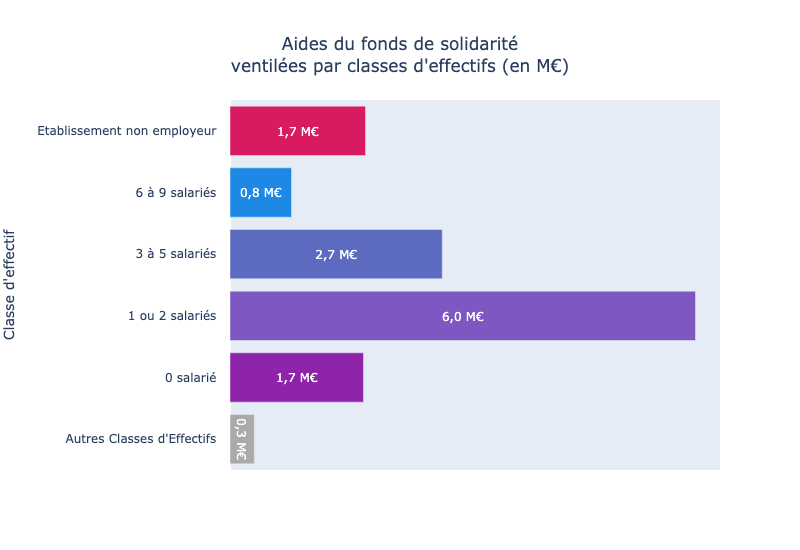 Aides du fonds de solidarité
ventilées par classes d'effectifs (en M€)
Classe d'effectif
Etablissement non employeur
1,7 M€
6 à 9 salariés
0,8 M€
3 à 5 salariés
2,7 M€
1 ou 2 salariés
6,0 M€
0 salarié
1,7 M€
Autres Classes d'Effectifs
0,3 M€